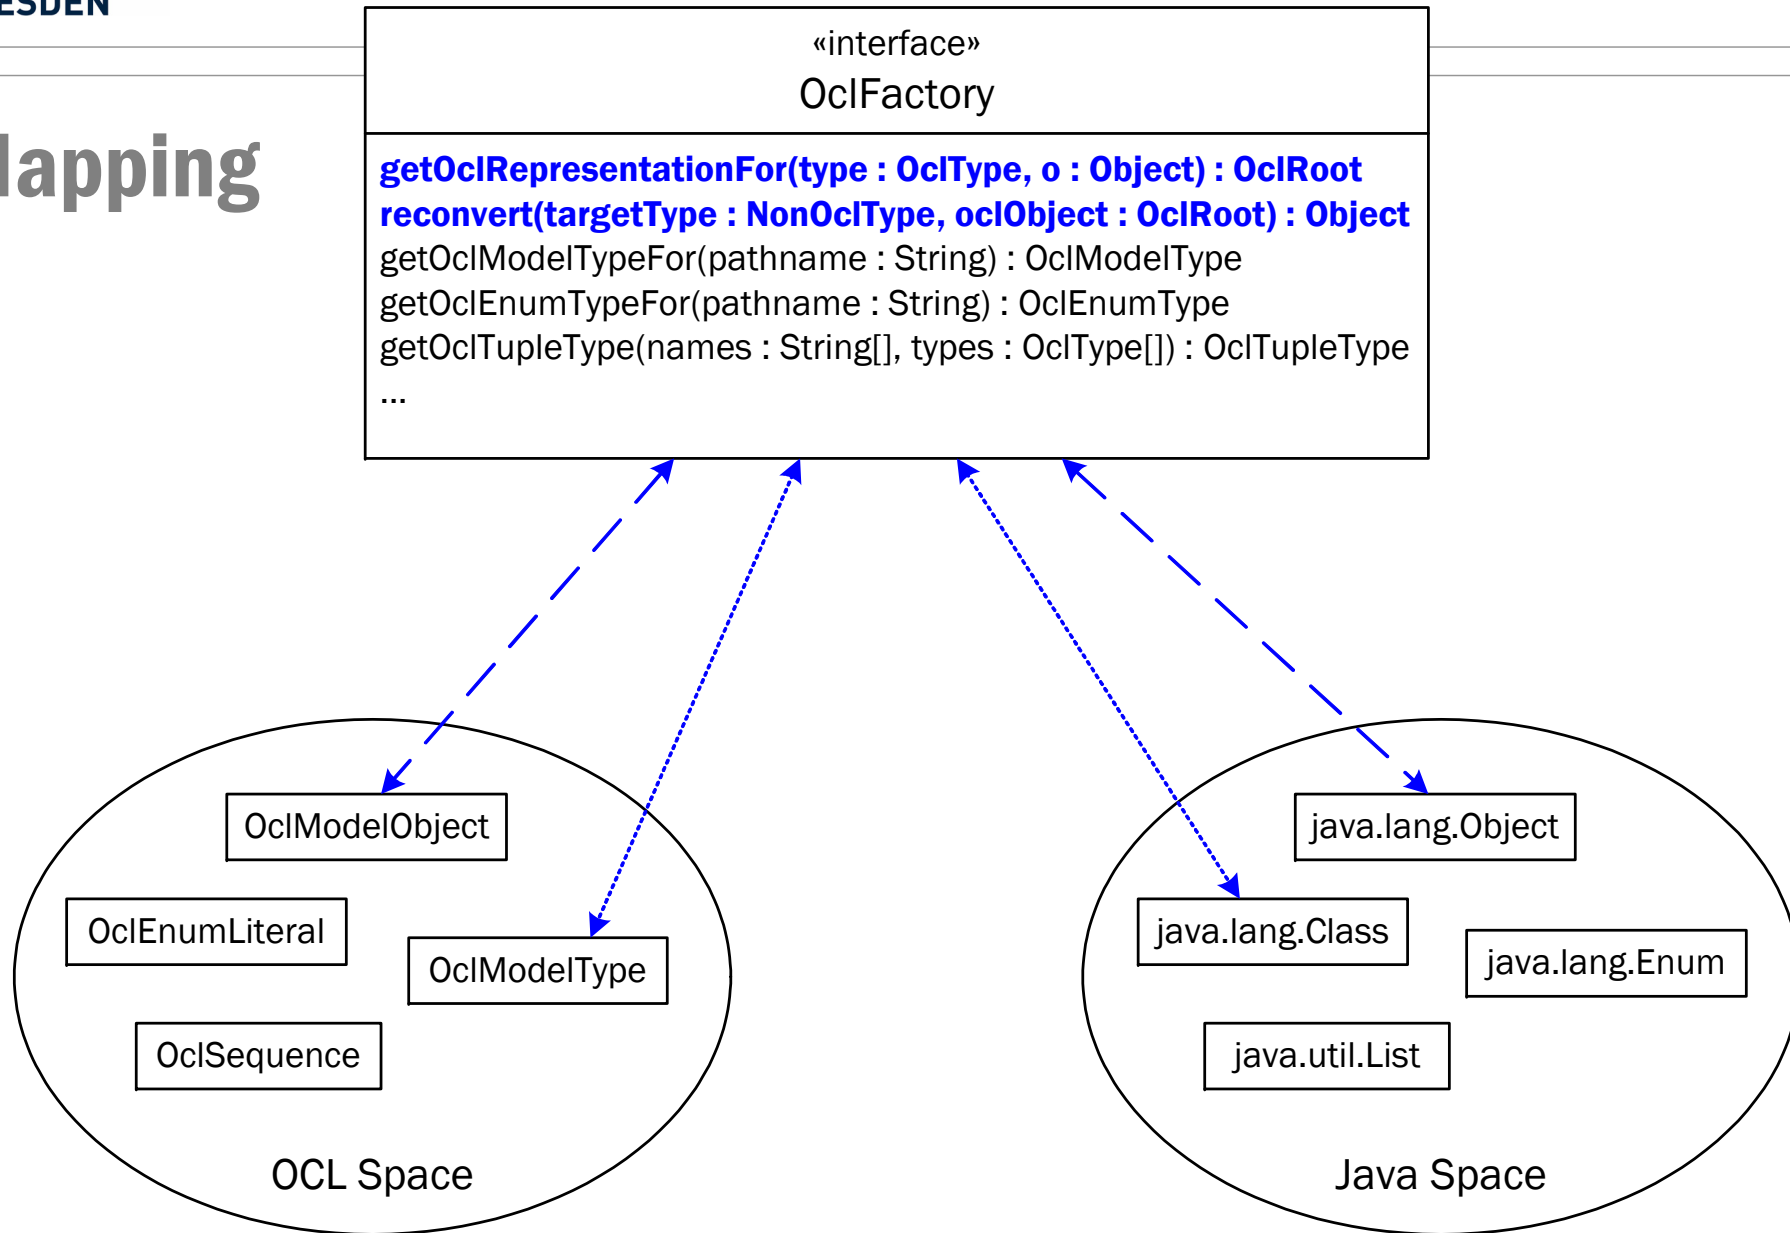 «interface»
OclFactory
getOclRepresentationFor(type : OclType, o : Object) : OclRoot
reconvert(targetType : NonOclType, oclObject : OclRoot) : Object
getOclModelTypeFor(pathname : String) : OclModelType
getOclEnumTypeFor(pathname : String) : OclEnumType
getOclTupleType(names : String[], types : OclType[]) : OclTupleType
...
OclModelObject
OclEnumLiteral
OclModelType
OclSequence
OCL Space
java.lang.Object
java.lang.Class
java.lang.Enum
java.util.List
Java Space